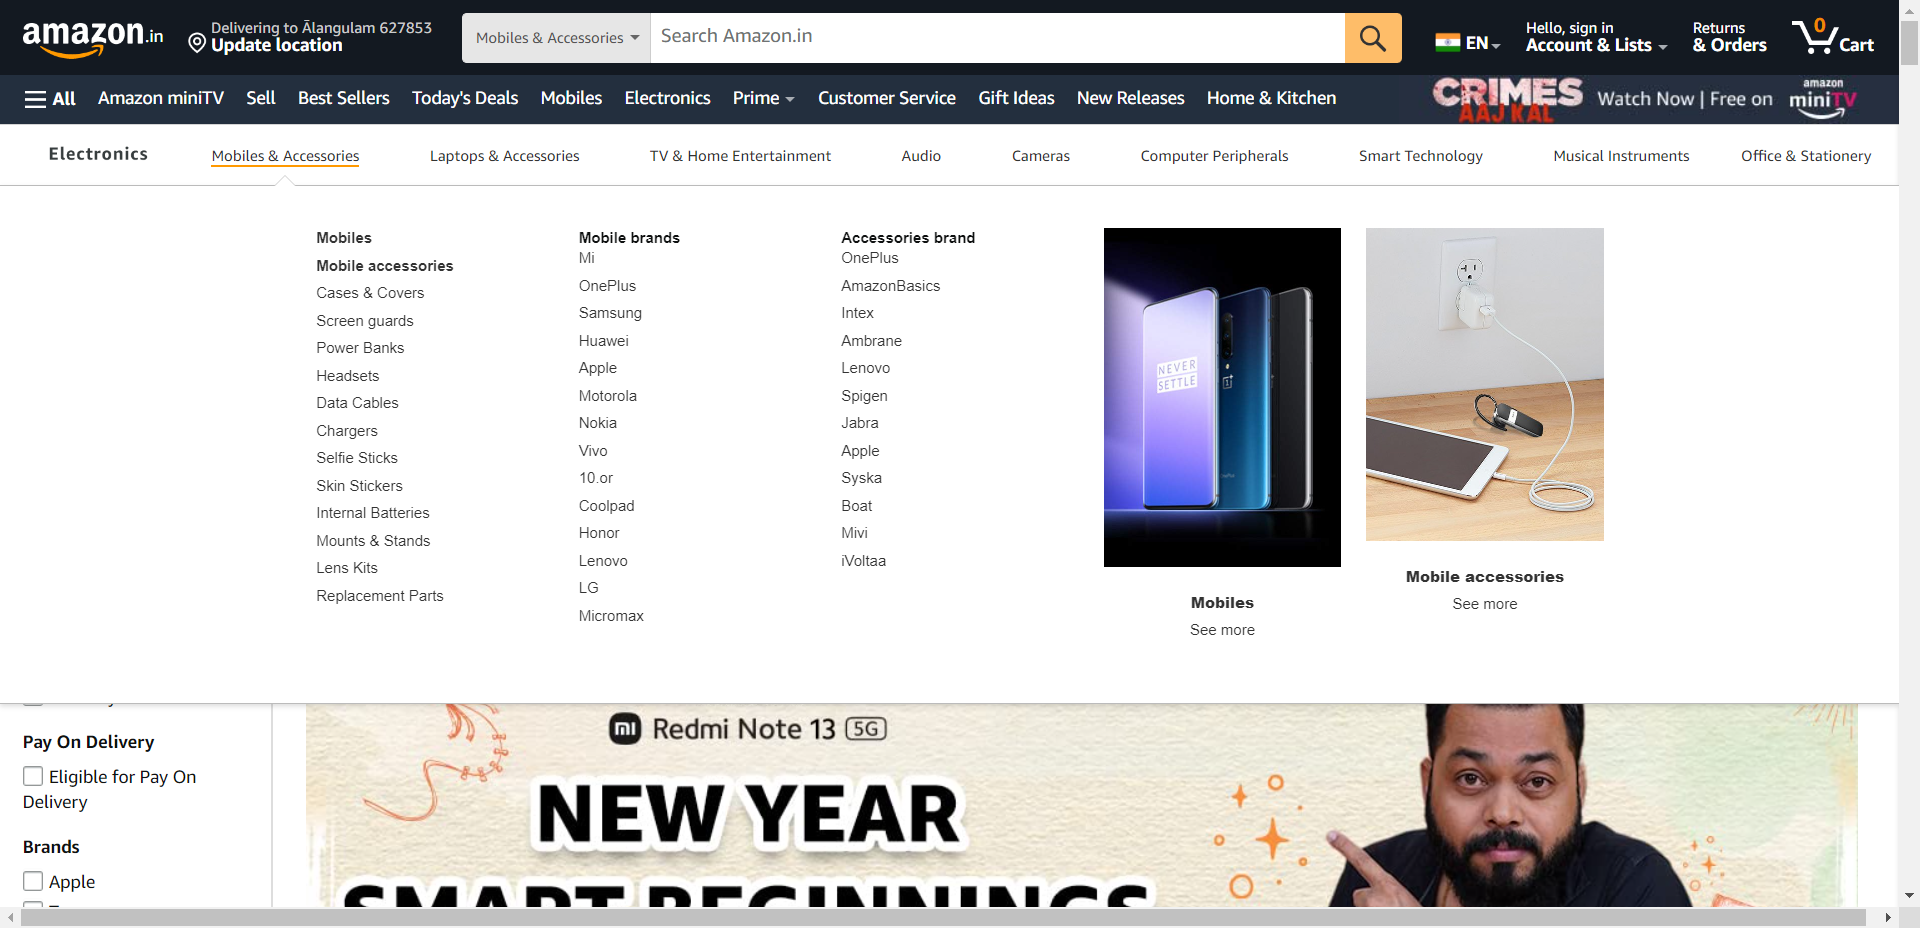 amazon.in
Delivering to Ālangulam 627853
Update location
Mobiles & Accessories
Search Amazon.in
EN
Hello, sign in
Account & Lists
Returns
& Orders
0
Cart
All
Amazon miniTV
Sell
Best Sellers
Today's Deals
Mobiles
Electronics
Prime
Customer Service
Gift Ideas
New Releases
Home & Kitchen
CRIMES
AAJ KAL
Watch Now | Free on
amazon
miniTV
Electronics
Mobiles & Accessories
Laptops & Accessories
TV & Home Entertainment
Audio
Cameras
Computer Peripherals
Smart Technology
Musical Instruments
Office & Stationery
Mobiles
Mobile accessories
Cases & Covers
Screen guards
Power Banks
Headsets
Data Cables
Chargers
Selfie Sticks
Skin Stickers
Internal Batteries
Mounts & Stands
Lens Kits
Replacement Parts
Mobile brands
Mi
OnePlus
Samsung
Huawei
Apple
Motorola
Nokia
Vivo
10.or
Coolpad
Honor
Lenovo
LG
Micromax
Accessories brand
OnePlus
AmazonBasics
Intex
Ambrane
Lenovo
Spigen
Jabra
Apple
Syska
Boat
Mivi
iVoltaa
NEVER
SETTLE
Mobiles
See more
Mobile accessories
See more
Pay On Delivery
Eligible for Pay On
Delivery
Brands
Apple
mi Redmi Note 13 5G
NEW YEAR
SMART BEGINNINGS